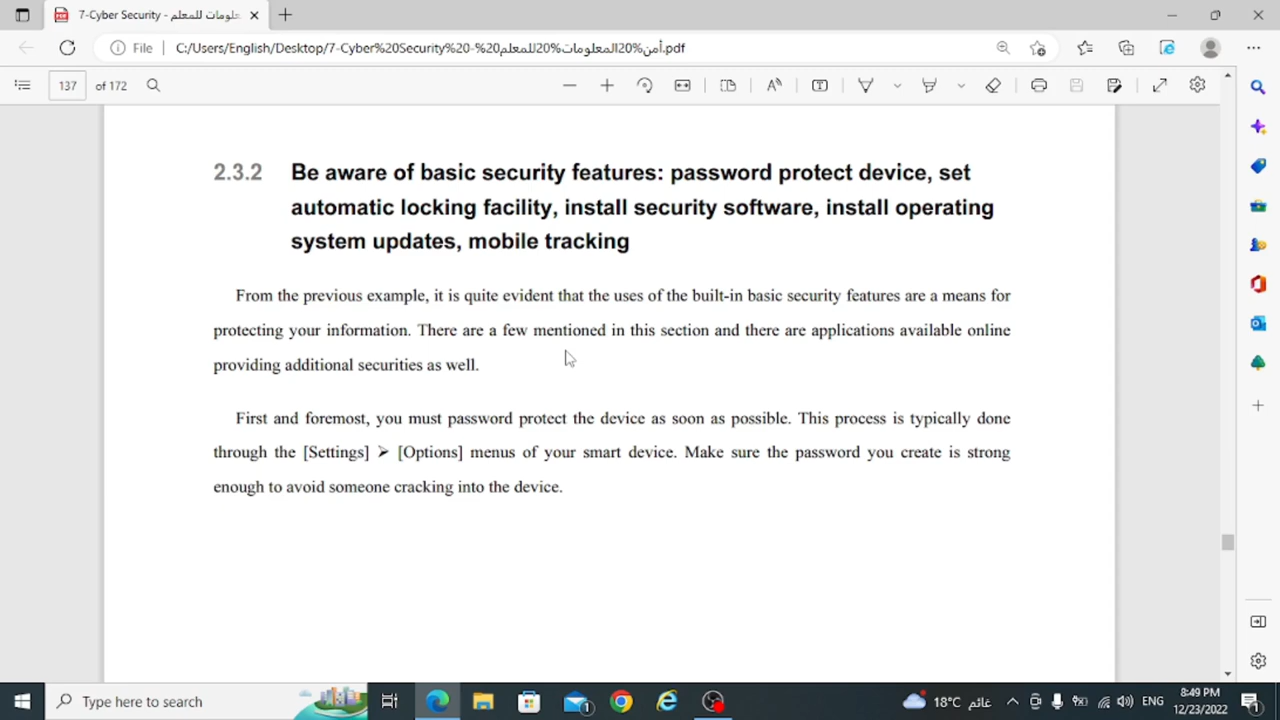 7-Cyber Security - معلومات للمعلم
File
C:/Users/English/Desktop/7-Cyber%20Security%20-%20أمن%20المعلومات%20للمعلم.pdf
137 of 172
2.3.2 Be aware of basic security features: password protect device, set
automatic locking facility, install security software, install operating
system updates, mobile tracking
From the previous example, it is quite evident that the uses of the built-in basic security features are a means for
protecting your information. There are a few mentioned in this section and there are applications available online
providing additional securities as well.
First and foremost, you must password protect the device as soon as possible. This process is typically done
through the [Settings] ➢ [Options] menus of your smart device. Make sure the password you create is strong
enough to avoid someone cracking into the device.
Type here to search
1
18°C غائم
ENG
8:49 PM
12/23/2022
1